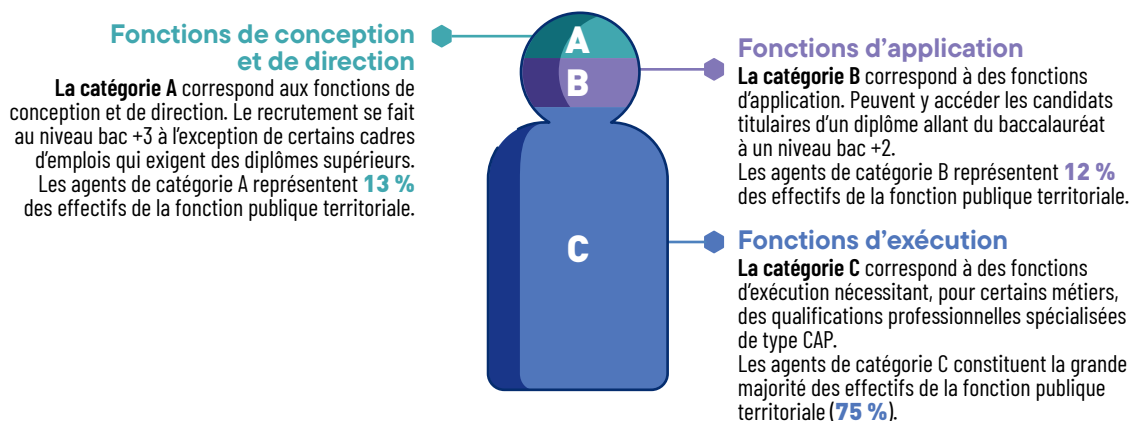 Fonctions de conception
et de direction
La catégorie A correspond aux fonctions de
conception et de direction. Le recrutement se fait
au niveau bac +3 à l'exception de certains cadres
d'emplois qui exigent des diplômes supérieurs.
Les agents de catégorie A représentent 13 %
des effectifs de la fonction publique territoriale.
A
B
C
Fonctions d'application
La catégorie B correspond à des fonctions
d'application. Peuvent y accéder les candidats
titulaires d'un diplôme allant du baccalauréat
à un niveau bac +2.
Les agents de catégorie B représentent 12 %
des effectifs de la fonction publique territoriale.
Fonctions d'exécution
La catégorie C correspond à des fonctions
d'exécution nécessitant, pour certains métiers,
des qualifications professionnelles spécialisées
de type CAP.
Les agents de catégorie C constituent la grande
majorité des effectifs de la fonction publique
territoriale (75 %).